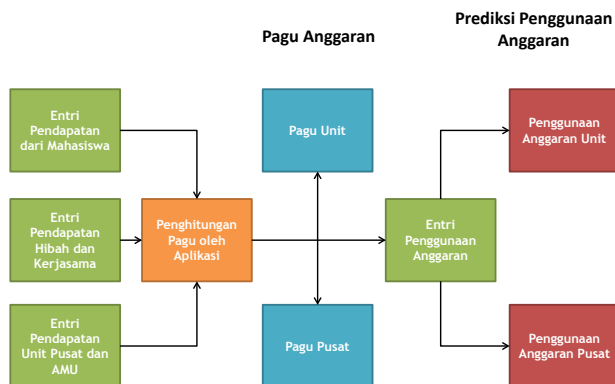 Pagu Anggaran
Prediksi Penggunaan
Anggaran
Entri
Pendapatan
dari Mahasiswa
Pagu Unit
Penggunaan
Anggaran Unit
Entri
Pendapatan
Hibah dan
Kerjasama
Penghitungan
Pagu oleh
Aplikasi
Entri
Penggunaan
Anggaran
Entri
Pendapatan
Unit Pusat dan
AMU
Pagu Pusat
Penggunaan
Anggaran Pusat